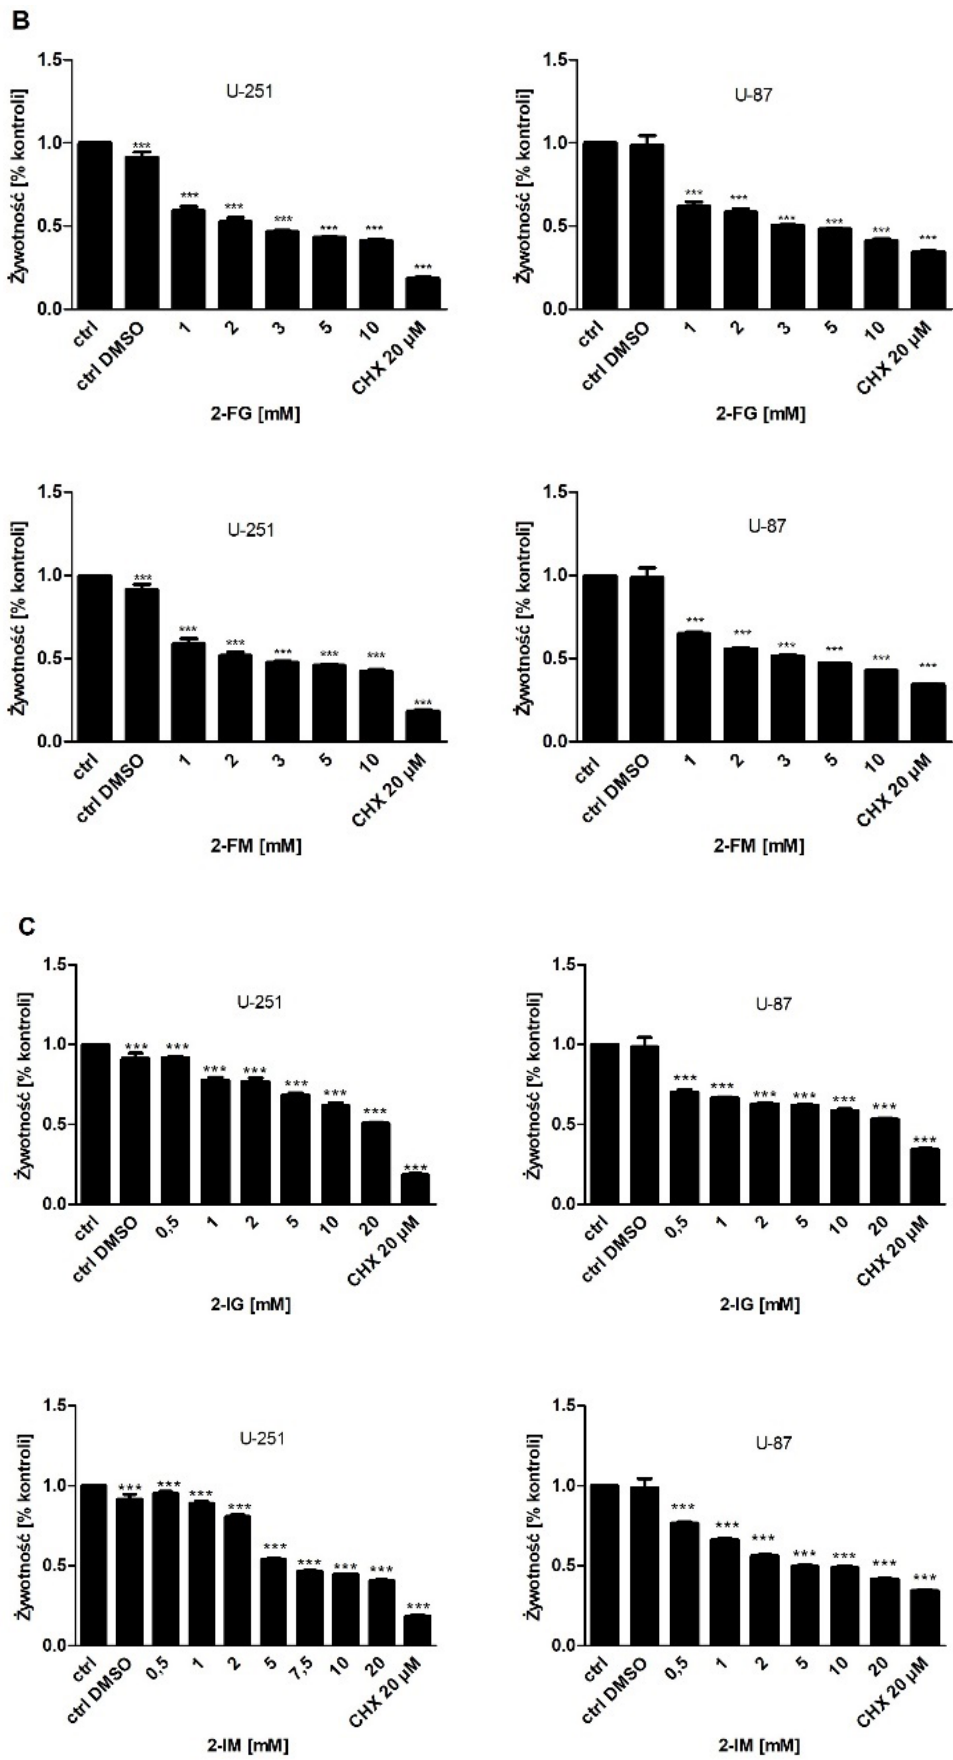 B
U-251
Żywotność [% kontroli]
1.5
1.0
0.5
0.0
*** *** *** *** *** *** ***
ctrl ctrl DMSO 1 2 3 5 10 CHX 20 µM
2-FG [mM]
U-87
Żywotność [% kontroli]
1.5
1.0
0.5
0.0
*** *** *** *** *** ***
ctrl ctrl DMSO 1 2 3 5 10 CHX 20 µM
2-FG [mM]
U-251
Żywotność [% kontroli]
1.5
1.0
0.5
0.0
*** *** *** *** *** *** ***
ctrl ctrl DMSO 1 2 3 5 10 CHX 20 µM
2-FM [mM]
U-87
Żywotność [% kontroli]
1.5
1.0
0.5
0.0
*** *** *** *** *** ***
ctrl ctrl DMSO 1 2 3 5 10 CHX 20 µM
2-FM [mM]
C
U-251
Żywotność [% kontroli]
1.5
1.0
0.5
0.0
*** *** *** *** *** *** *** ***
ctrl ctrl DMSO 0,5 1 2 5 10 20 CHX 20 µM
2-IG [mM]
U-87
Żywotność [% kontroli]
1.5
1.0
0.5
0.0
*** *** *** *** *** *** ***
ctrl ctrl DMSO 0,5 1 2 5 10 20 CHX 20 µM
2-IG [mM]
U-251
Żywotność [% kontroli]
1.5
1.0
0.5
0.0
*** *** *** *** *** *** *** *** ***
ctrl ctrl DMSO 0,5 1 2 5 7,5 10 20 CHX 20 µM
2-IM [mM]
U-87
Żywotność [% kontroli]
1.5
1.0
0.5
0.0
*** *** *** *** *** *** ***
ctrl ctrl DMSO 0,5 1 2 5 10 20 CHX 20 µM
2-IM [mM]